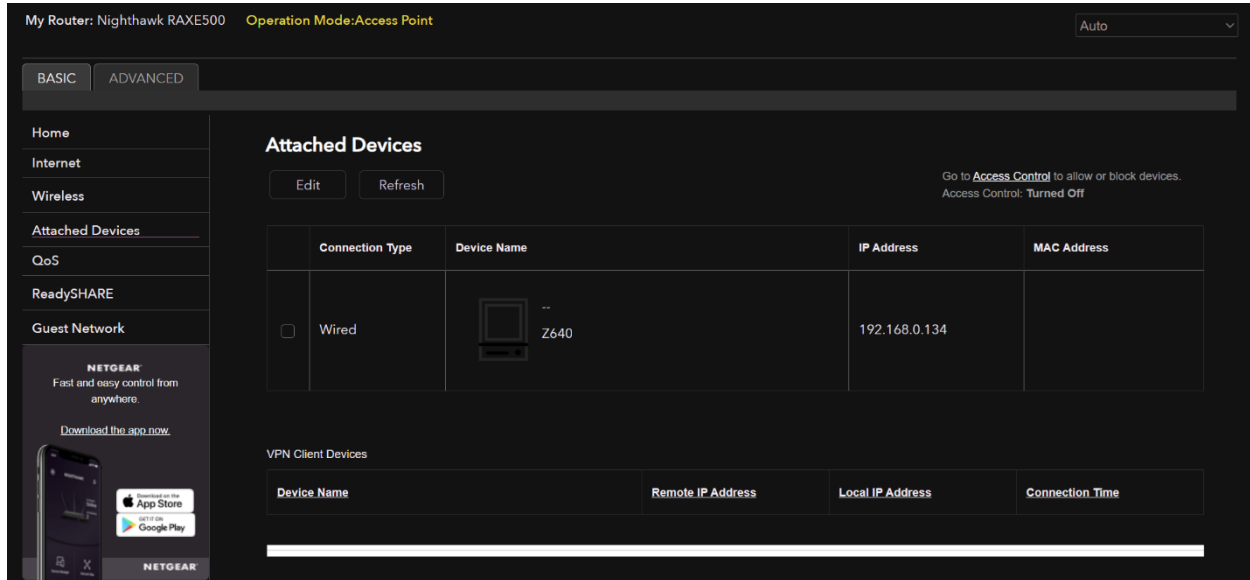 My Router: Nighthawk RAXE500 Operation Mode:Access Point
Auto
BASIC ADVANCED
Home
Internet
Wireless
Attached Devices
QoS
ReadySHARE
Guest Network
NETGEAR
Fast and easy control from
anywhere.
Download the app now.
Download on the
App Store
GET IT ON
Google Play
NETGEAR
Attached Devices
Edit Refresh
Go to Access Control to allow or block devices.
Access Control: Turned Off
Connection Type Device Name IP Address MAC Address
--
Wired Z640 192.168.0.134
VPN Client Devices
Device Name Remote IP Address Local IP Address Connection Time